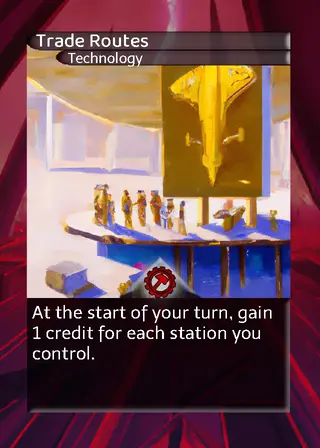 Trade Routes
Technology
At the start of your turn, gain
1 credit for each station you
control.